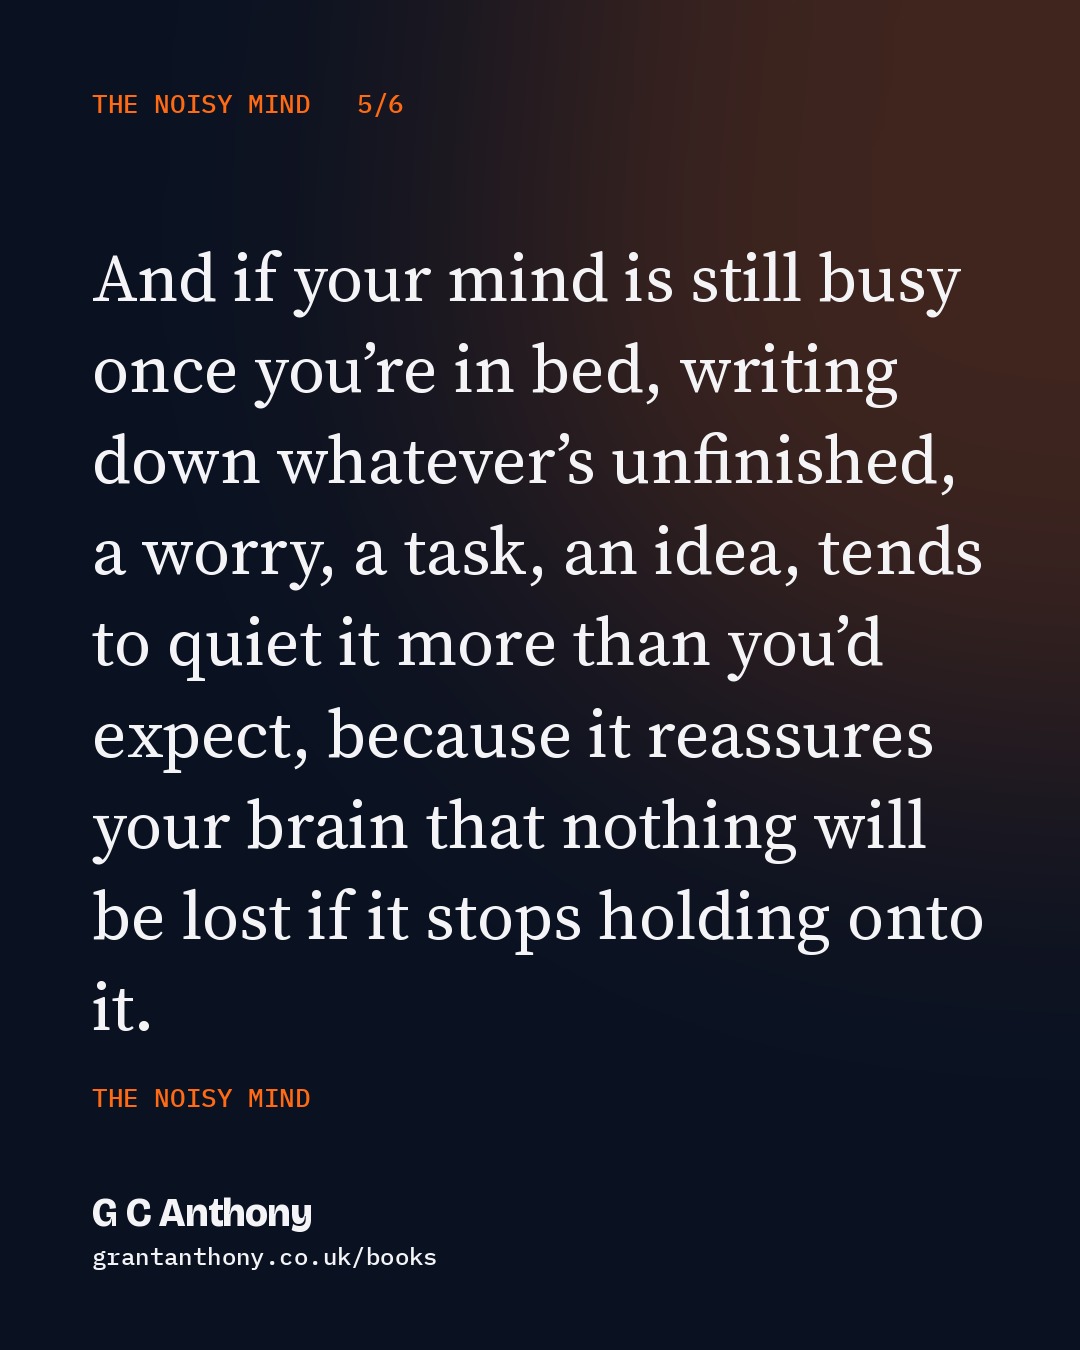 THE NOISY MIND 5/6
And if your mind is still busy
once you’re in bed, writing
down whatever’s unfinished,
a worry, a task, an idea, tends
to quiet it more than you’d
expect, because it reassures
your brain that nothing will
be lost if it stops holding onto
it.
THE NOISY MIND
G C Anthony
grantanthony.co.uk/books